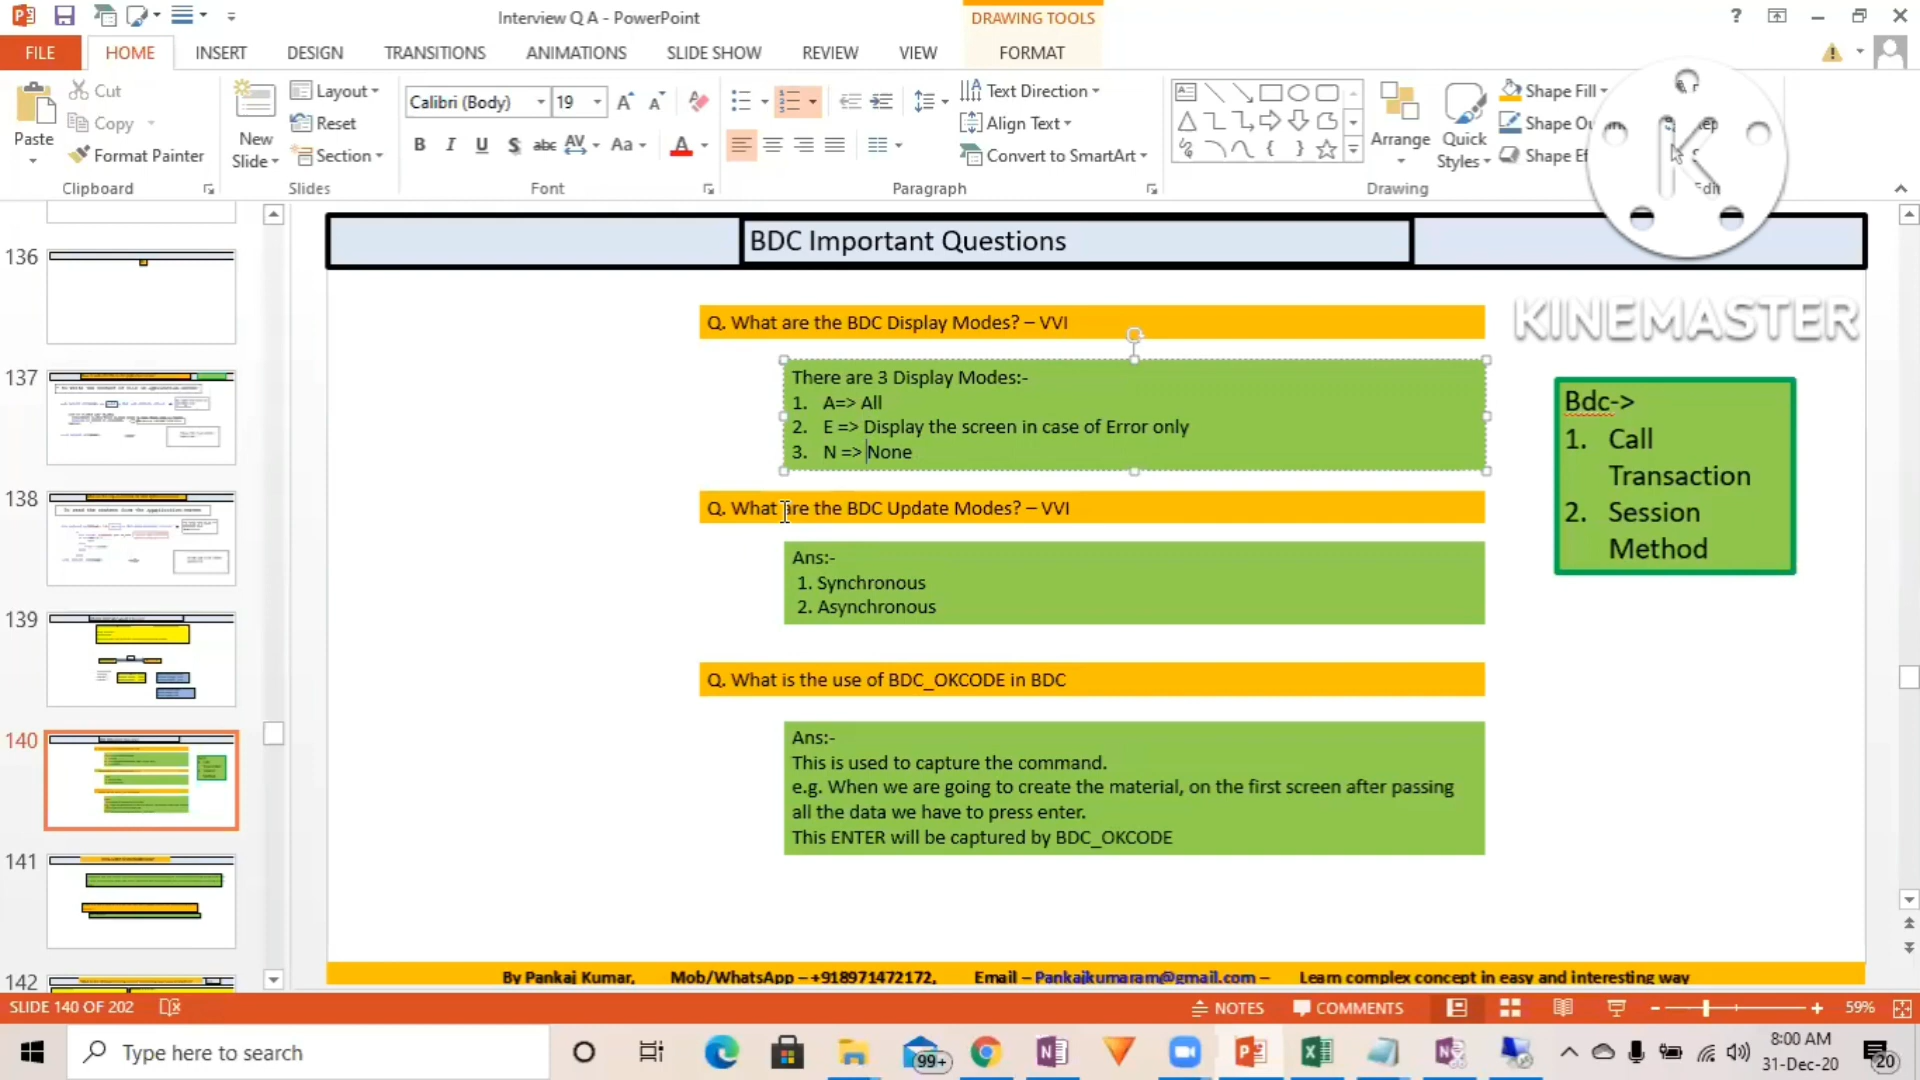 Interview Q A - PowerPoint
DRAWING TOOLS
?
FILE
HOME
INSERT
DESIGN
TRANSITIONS
ANIMATIONS
SLIDE SHOW
REVIEW
VIEW
FORMAT
Paste
Cut
Copy
Format Painter
Clipboard
New
Slide
Layout
Reset
Section
Slides
Calibri (Body)
19
B I U S abc AV Aa A
Font
Text Direction
Align Text
Convert to SmartArt
Paragraph
Arrange
Quick
Styles
Shape Fill
Drawing
K
KINEMASTER
136
137
138
139
140
141
142
BDC Important Questions
Q. What are the BDC Display Modes? – VVI
There are 3 Display Modes:-
1. A=> All
2. E => Display the screen in case of Error only
3. N => None
Q. What are the BDC Update Modes? – VVI
Ans:-
1. Synchronous
2. Asynchronous
Q. What is the use of BDC_OKCODE in BDC
Ans:-
This is used to capture the command.
e.g. When we are going to create the material, on the first screen after passing
all the data we have to press enter.
This ENTER will be captured by BDC_OKCODE
Bdc->
1. Call
Transaction
2. Session
Method
By Pankaj Kumar, Mob/WhatsApp – +918971472172, Email – Pankajkumaram@gmail.com – Learn complex concept in easy and interesting way
SLIDE 140 OF 202
NOTES
COMMENTS
59%
Type here to search
99+
8:00 AM
31-Dec-20
20